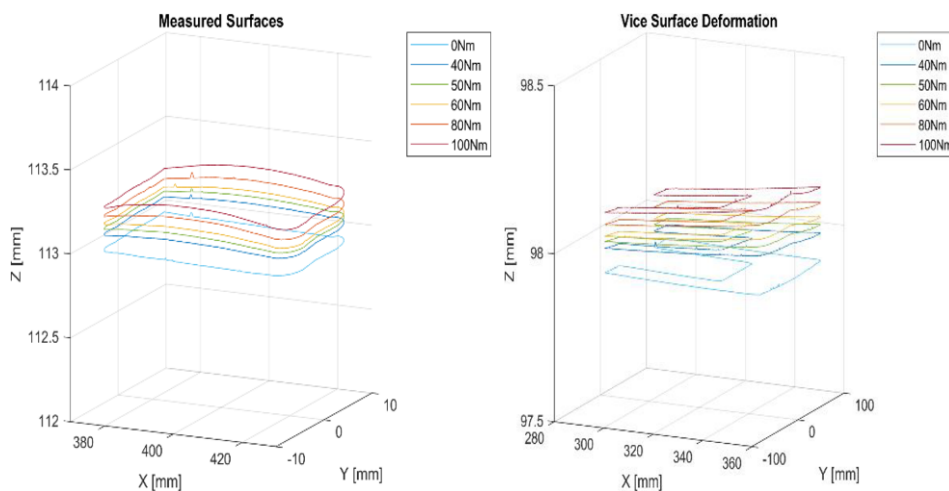 Measured Surfaces
0Nm
40Nm
50Nm
60Nm
80Nm
100Nm
114
113.5
113
112.5
112
Z [mm]
380
400
420
X [mm]
-10
0
10
Y [mm]
Vice Surface Deformation
0Nm
40Nm
50Nm
60Nm
80Nm
100Nm
98.5
98
97.5
Z [mm]
280
300
320
340
360
X [mm]
-100
0
100
Y [mm]